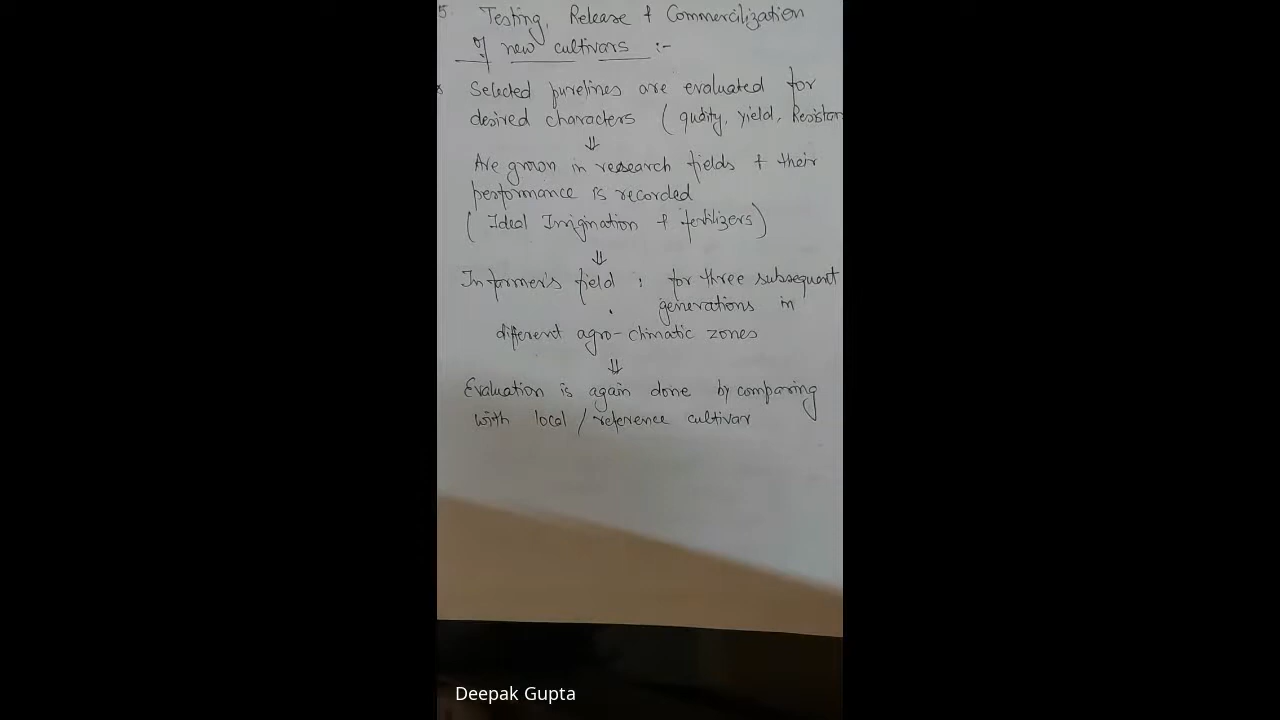 5. Testing, Release + Commercilization
of new cultivars :-
* Selected purelines are evaluated for
desired characters ( quality, yield, Resistan
⇓
Are grown in research fields + their
performance is recorded
( Ideal Irrigination + fertilizers )
⇓
In farmer's field : for three subsequent
generations in
different agro-climatic zones
⇓
Evaluation is again done by comparing
with local / reference cultivar
Deepak Gupta